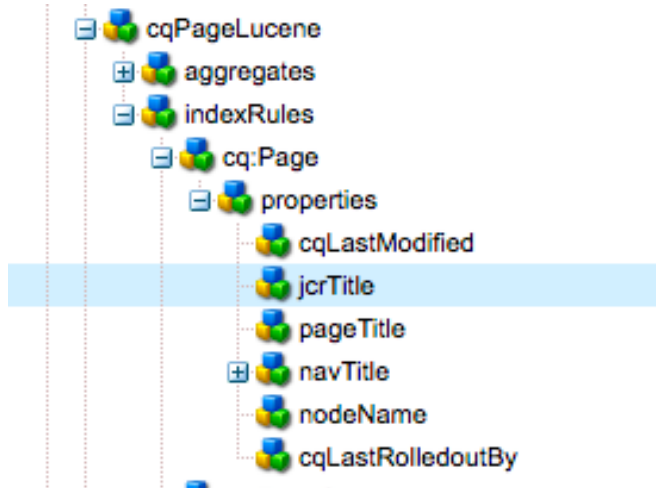 cqPageLucene
aggregates
indexRules
cq:Page
properties
cqLastModified
jcrTitle
pageTitle
navTitle
nodeName
cqLastRolledoutBy